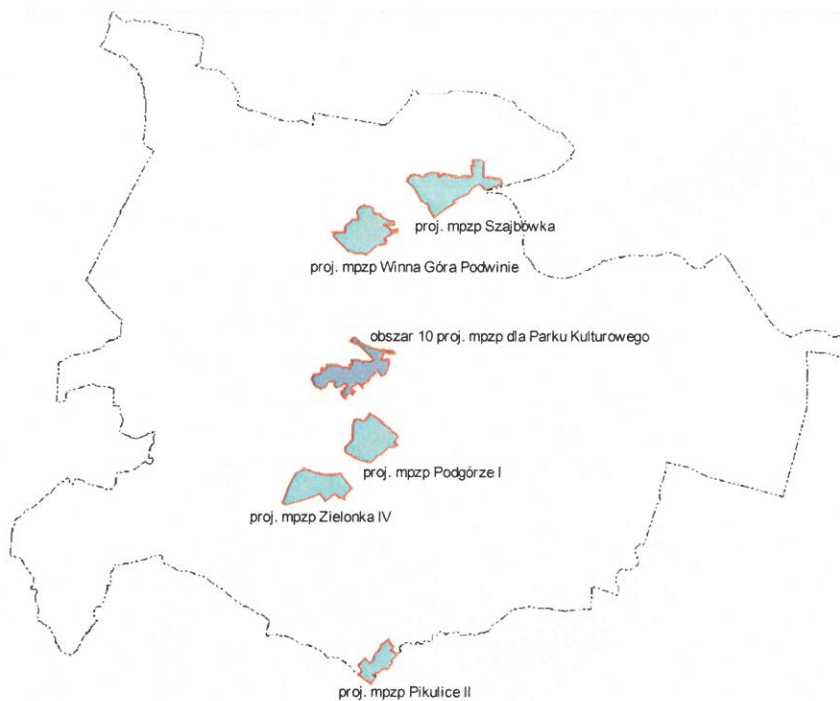 proj. mpzp Szajbówka
proj. mpzp Winna Góra Podwinie
obszar 10 proj. mpzp dla Parku Kulturowego
proj. mpzp Podgórze I
proj. mpzp Zielonka IV
proj. mpzp Pikulice II